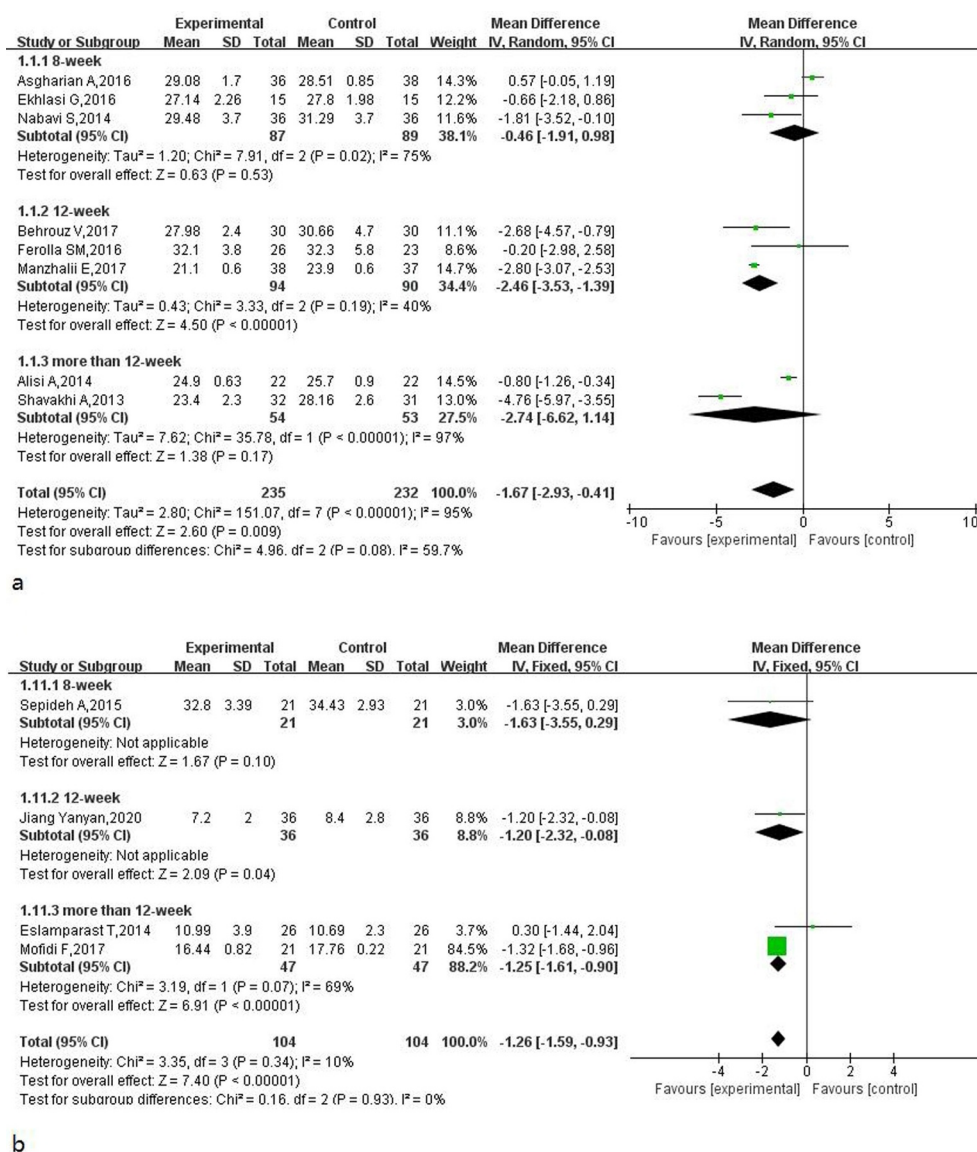 Experimental Control Mean Difference Mean Difference
Study or Subgroup Mean SD Total Mean SD Total Weight IV, Random, 95% CI IV, Random, 95% CI
1.1.1 8-week
Asgharian A,2016 29.08 1.7 36 28.51 0.85 38 14.3% 0.57 [-0.05, 1.19]
Ekhlasi G,2016 27.14 2.26 15 27.8 1.98 15 12.2% -0.66 [-2.18, 0.86]
Nabavi S,2014 29.48 3.7 36 31.29 3.7 36 11.6% -1.81 [-3.52, -0.10]
Subtotal (95% CI) 87 89 38.1% -0.46 [-1.91, 0.98]
Heterogeneity: Tau² = 1.20; Chi² = 7.91, df = 2 (P = 0.02); I² = 75%
Test for overall effect: Z = 0.63 (P = 0.53)
1.1.2 12-week
Behrouz V,2017 27.98 2.4 30 30.66 4.7 30 11.1% -2.68 [-4.57, -0.79]
Ferolla SM,2016 32.1 3.8 26 32.3 5.8 23 8.6% -0.20 [-2.98, 2.58]
Manzhalii E,2017 21.1 0.6 38 23.9 0.6 37 14.7% -2.80 [-3.07, -2.53]
Subtotal (95% CI) 94 90 34.4% -2.46 [-3.53, -1.39]
Heterogeneity: Tau² = 0.43; Chi² = 3.33, df = 2 (P = 0.19); I² = 40%
Test for overall effect: Z = 4.50 (P < 0.00001)
1.1.3 more than 12-week
Alisi A,2014 24.9 0.63 22 25.7 0.9 22 14.5% -0.80 [-1.26, -0.34]
Shavakhi A,2013 23.4 2.3 32 28.16 2.6 31 13.0% -4.76 [-5.97, -3.55]
Subtotal (95% CI) 54 53 27.5% -2.74 [-6.62, 1.14]
Heterogeneity: Tau² = 7.62; Chi² = 35.78, df = 1 (P < 0.00001); I² = 97%
Test for overall effect: Z = 1.38 (P = 0.17)
Total (95% CI) 235 232 100.0% -1.67 [-2.93, -0.41]
Heterogeneity: Tau² = 2.80; Chi² = 151.07, df = 7 (P < 0.00001); I² = 95%
Test for overall effect: Z = 2.60 (P = 0.009)
Test for subgroup differences: Chi² = 4.96, df = 2 (P = 0.08), I² = 59.7%
-10 -5 0 5 10
Favours [experimental] Favours [control]
a
Experimental Control Mean Difference Mean Difference
Study or Subgroup Mean SD Total Mean SD Total Weight IV, Fixed, 95% CI IV, Fixed, 95% CI
1.11.1 8-week
Sepideh A,2015 32.8 3.39 21 34.43 2.93 21 3.0% -1.63 [-3.55, 0.29]
Subtotal (95% CI) 21 21 3.0% -1.63 [-3.55, 0.29]
Heterogeneity: Not applicable
Test for overall effect: Z = 1.67 (P = 0.10)
1.11.2 12-week
Jiang Yanyan,2020 7.2 2 36 8.4 2.8 36 8.8% -1.20 [-2.32, -0.08]
Subtotal (95% CI) 36 36 8.8% -1.20 [-2.32, -0.08]
Heterogeneity: Not applicable
Test for overall effect: Z = 2.09 (P = 0.04)
1.11.3 more than 12-week
Eslamparast T,2014 10.99 3.9 26 10.69 2.3 26 3.7% 0.30 [-1.44, 2.04]
Mofidi F,2017 16.44 0.82 21 17.76 0.22 21 84.5% -1.32 [-1.68, -0.96]
Subtotal (95% CI) 47 47 88.2% -1.25 [-1.61, -0.90]
Heterogeneity: Chi² = 3.19, df = 1 (P = 0.07); I² = 69%
Test for overall effect: Z = 6.91 (P < 0.00001)
Total (95% CI) 104 104 100.0% -1.26 [-1.59, -0.93]
Heterogeneity: Chi² = 3.35, df = 3 (P = 0.34); I² = 10%
Test for overall effect: Z = 7.40 (P < 0.00001)
Test for subgroup differences: Chi² = 0.16, df = 2 (P = 0.93), I² = 0%
-4 -2 0 2 4
Favours [experimental] Favours [control]
b